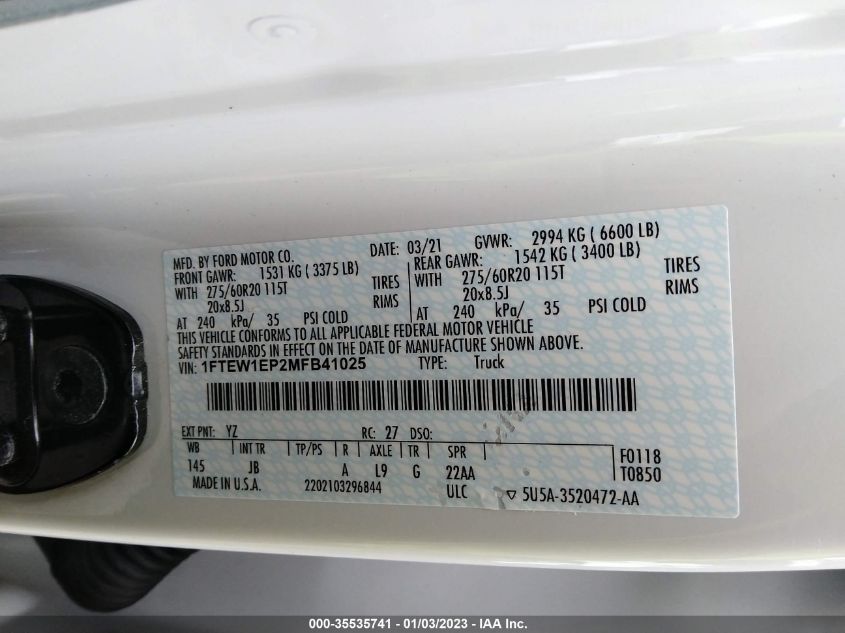 MFD. BY FORD MOTOR CO. DATE: 03/21 GVWR: 2994 KG ( 6600 LB)
FRONT GAWR: 1531 KG ( 3375 LB) REAR GAWR: 1542 KG ( 3400 LB)
WITH 275/60R20 115T TIRES WITH 275/60R20 115T TIRES
20x8.5J RIMS 20x8.5J RIMS
AT 240 kPa/ 35 PSI COLD AT 240 kPa/ 35 PSI COLD
THIS VEHICLE CONFORMS TO ALL APPLICABLE FEDERAL MOTOR VEHICLE
SAFETY STANDARDS IN EFFECT ON THE DATE OF MANUFACTURE SHOWN ABOVE.
VIN: 1FTEW1EP2MFB41025 TYPE: Truck
EXT PNT: YZ RC: 27 DSO:
WB INT TR TP/PS R AXLE TR SPR F0118
145 JB A L9 G 22AA T0850
MADE IN U.S.A. 2202103296844 ULC ▽ 5U5A-3520472-AA
000-35535741 - 01/03/2023 - IAA Inc.